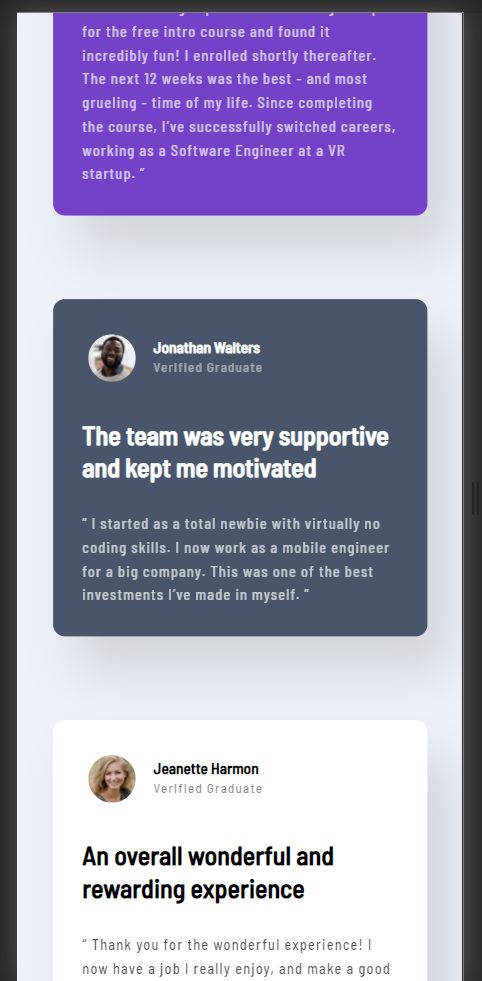 for the free intro course and found it
incredibly fun! I enrolled shortly thereafter.
The next 12 weeks was the best - and most
grueling - time of my life. Since completing
the course, I’ve successfully switched careers,
working as a Software Engineer at a VR
startup. ”
Jonathan Walters
Verified Graduate
The team was very supportive
and kept me motivated
“ I started as a total newbie with virtually no
coding skills. I now work as a mobile engineer
for a big company. This was one of the best
investments I’ve made in myself. ”
Jeanette Harmon
Verified Graduate
An overall wonderful and
rewarding experience
“ Thank you for the wonderful experience! I
now have a job I really enjoy, and make a good